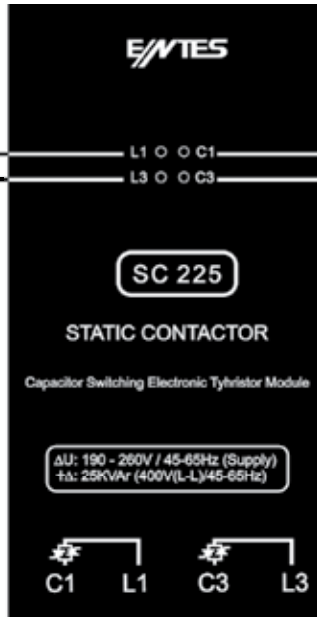 ENTES
L1 C1
L3 C3
SC 225
STATIC CONTACTOR
Capacitor Switching Electronic Tyhristor Module
ΔU: 190 - 260V / 45-65Hz (Supply)
+Δ: 25KVAr (400V(L-L)/45-65Hz)
C1 L1 C3 L3